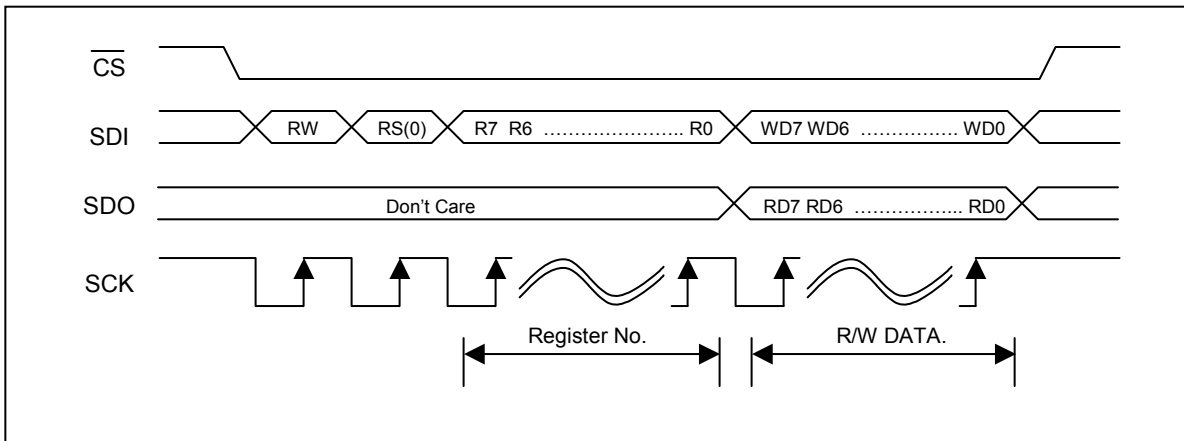 CS
SDI RW RS(0) R7 R6 ........................ R0 WD7 WD6 ................ WD0
SDO Don't Care RD7 RD6 ................... RD0
SCK
Register No. R/W DATA.